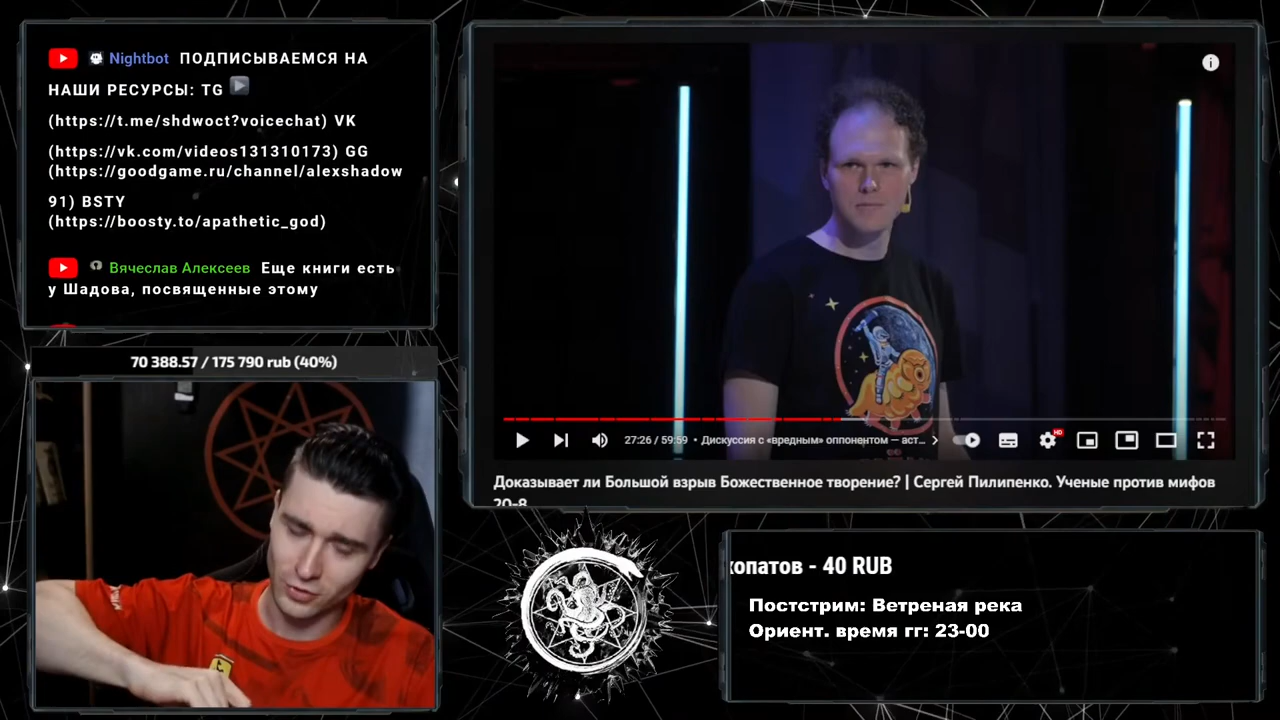 Nightbot ПОДПИСЫВАЕМСЯ НА
НАШИ РЕСУРСЫ: TG
(https://t.me/shdwoct?voicechat) VK
(https://vk.com/videos131310173) GG
(https://goodgame.ru/channel/alexshadow
91) BSTY
(https://boosty.to/apathetic_god)
Вячеслав Алексеев Еще книги есть
у Шадова, посвященные этому
70 388.57 / 175 790 rub (40%)
27:26 / 59:59 • Дискуссия с «вредным» оппонентом — аст...
HD
Доказывает ли Большой взрыв Божественное творение? | Сергей Пилипенко. Ученые против мифов
20-8
копатов - 40 RUB
Постстрим: Ветреная река
Ориент. время гг: 23-00